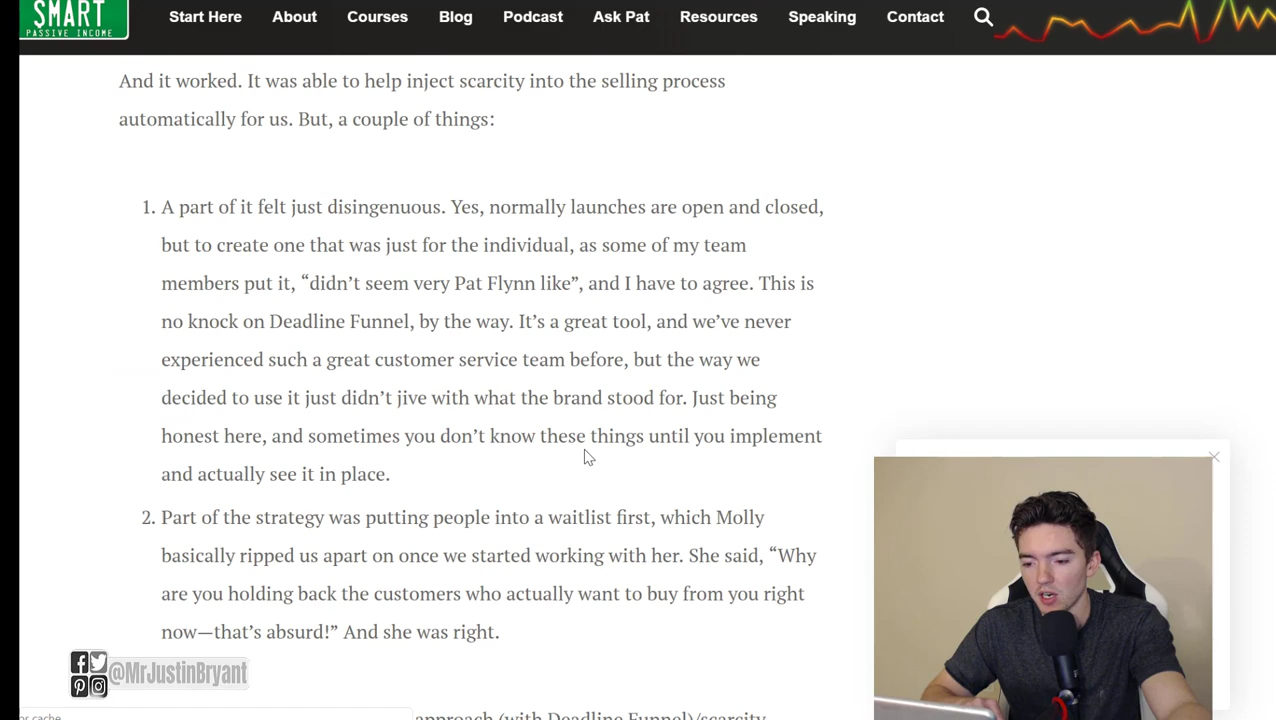 SMART
PASSIVE INCOME
Start Here About Courses Blog Podcast Ask Pat Resources Speaking Contact
And it worked. It was able to help inject scarcity into the selling process
automatically for us. But, a couple of things:
1. A part of it felt just disingenuous. Yes, normally launches are open and closed,
but to create one that was just for the individual, as some of my team
members put it, “didn’t seem very Pat Flynn like”, and I have to agree. This is
no knock on Deadline Funnel, by the way. It’s a great tool, and we’ve never
experienced such a great customer service team before, but the way we
decided to use it just didn’t jive with what the brand stood for. Just being
honest here, and sometimes you don’t know these things until you implement
and actually see it in place.
2. Part of the strategy was putting people into a waitlist first, which Molly
basically ripped us apart on once we started working with her. She said, “Why
are you holding back the customers who actually want to buy from you right
now—that’s absurd!” And she was right.
@MrJustinBryant
approach (with Deadline Funnel)/scarcity
cache